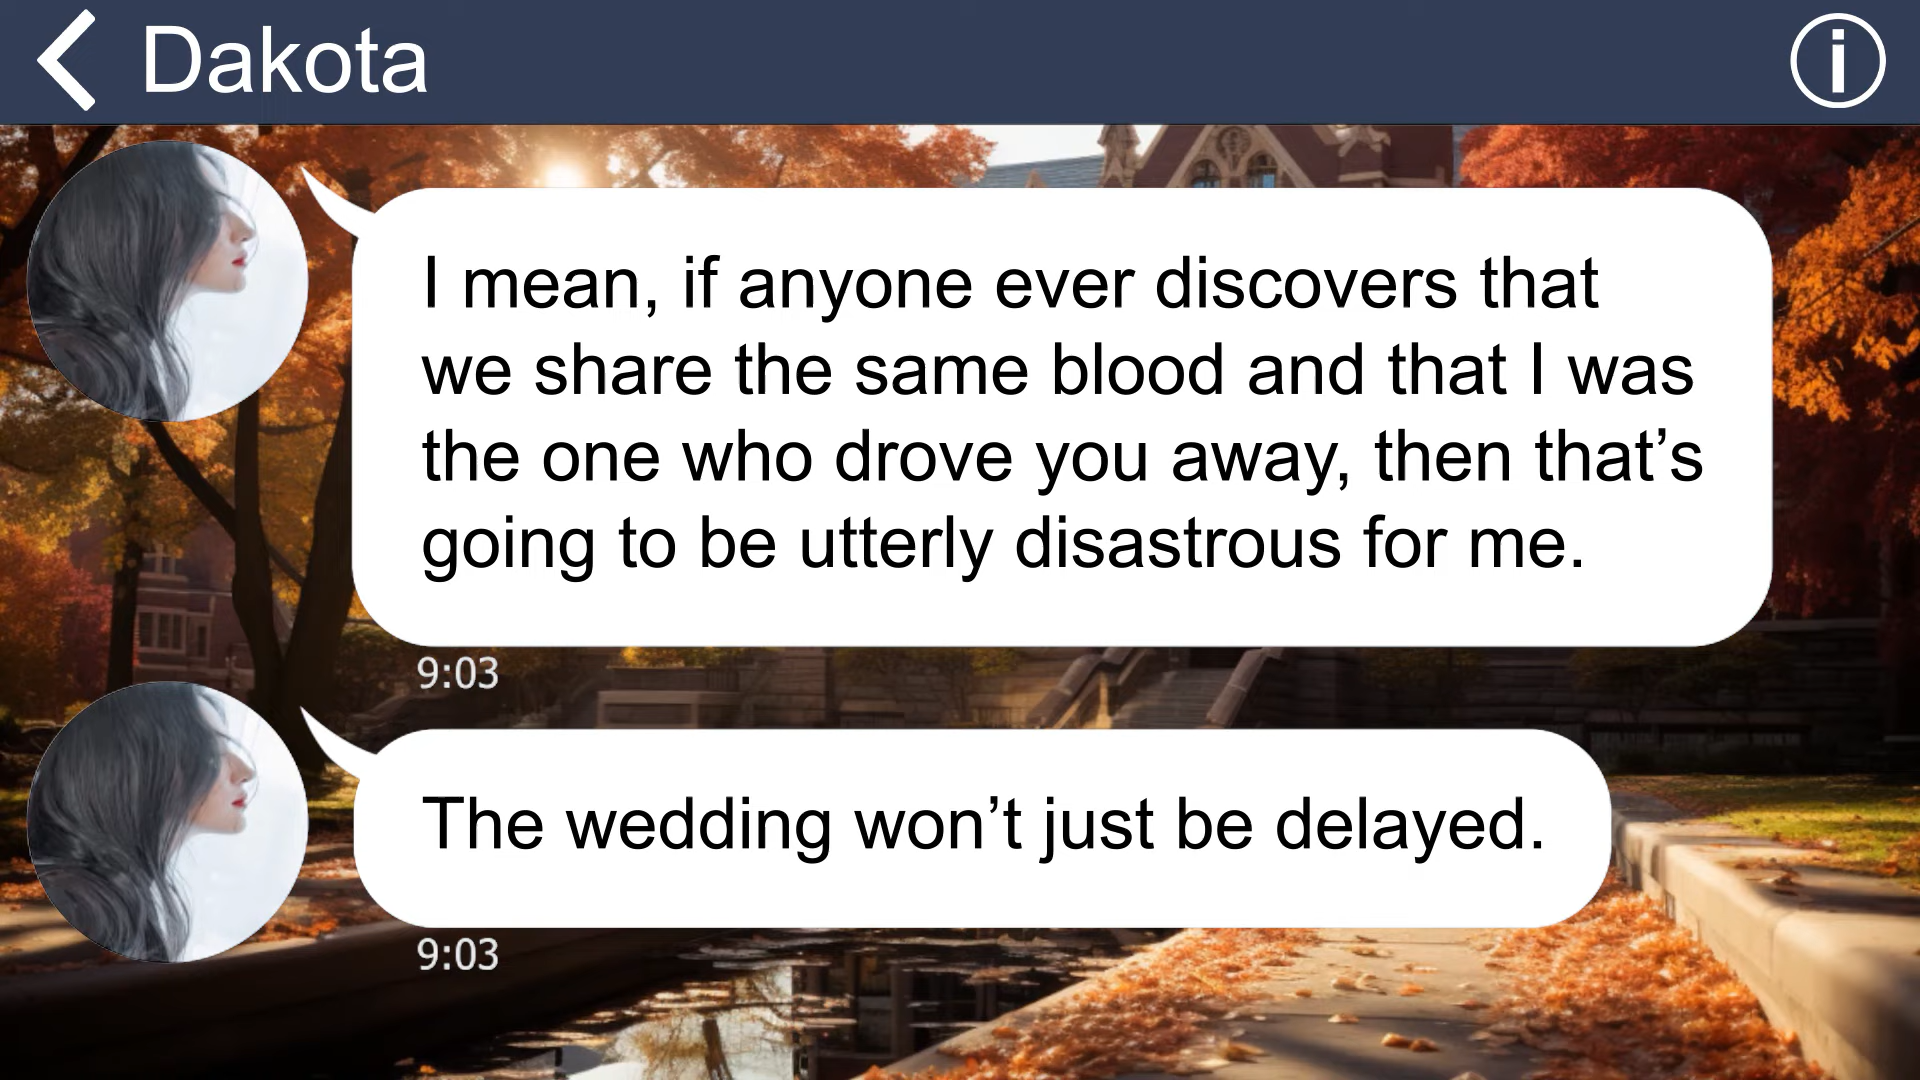 Dakota
I mean, if anyone ever discovers that
we share the same blood and that I was
the one who drove you away, then that’s
going to be utterly disastrous for me.
9:03
The wedding won’t just be delayed.
9:03